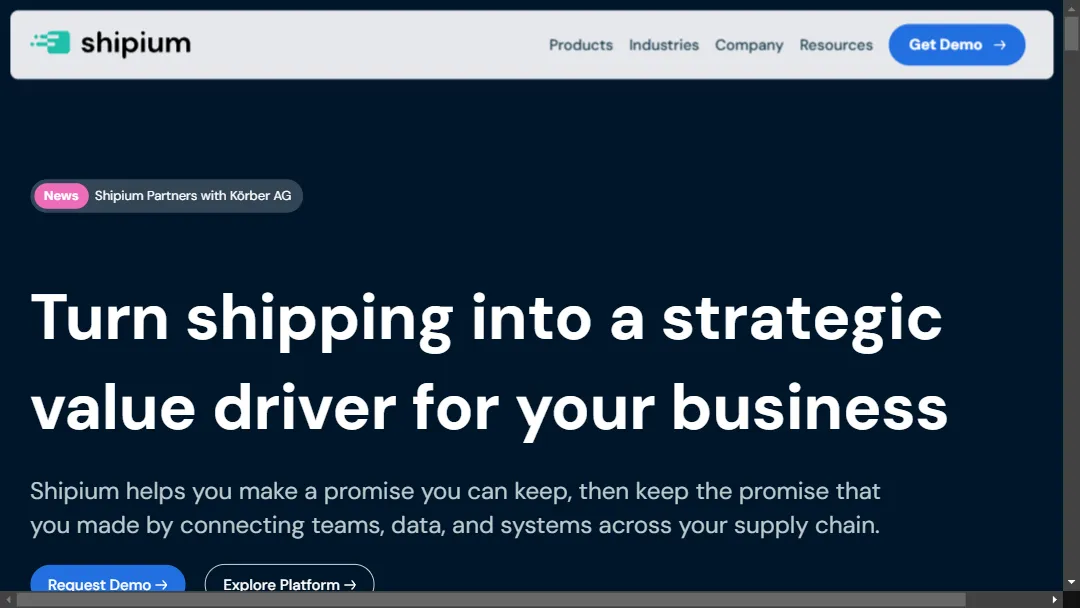 shipium
Products Industries Company Resources Get Demo →
News Shipium Partners with Körber AG
Turn shipping into a strategic
value driver for your business
Shipium helps you make a promise you can keep, then keep the promise that
you made by connecting teams, data, and systems across your supply chain.
Request Demo → Explore Platform →